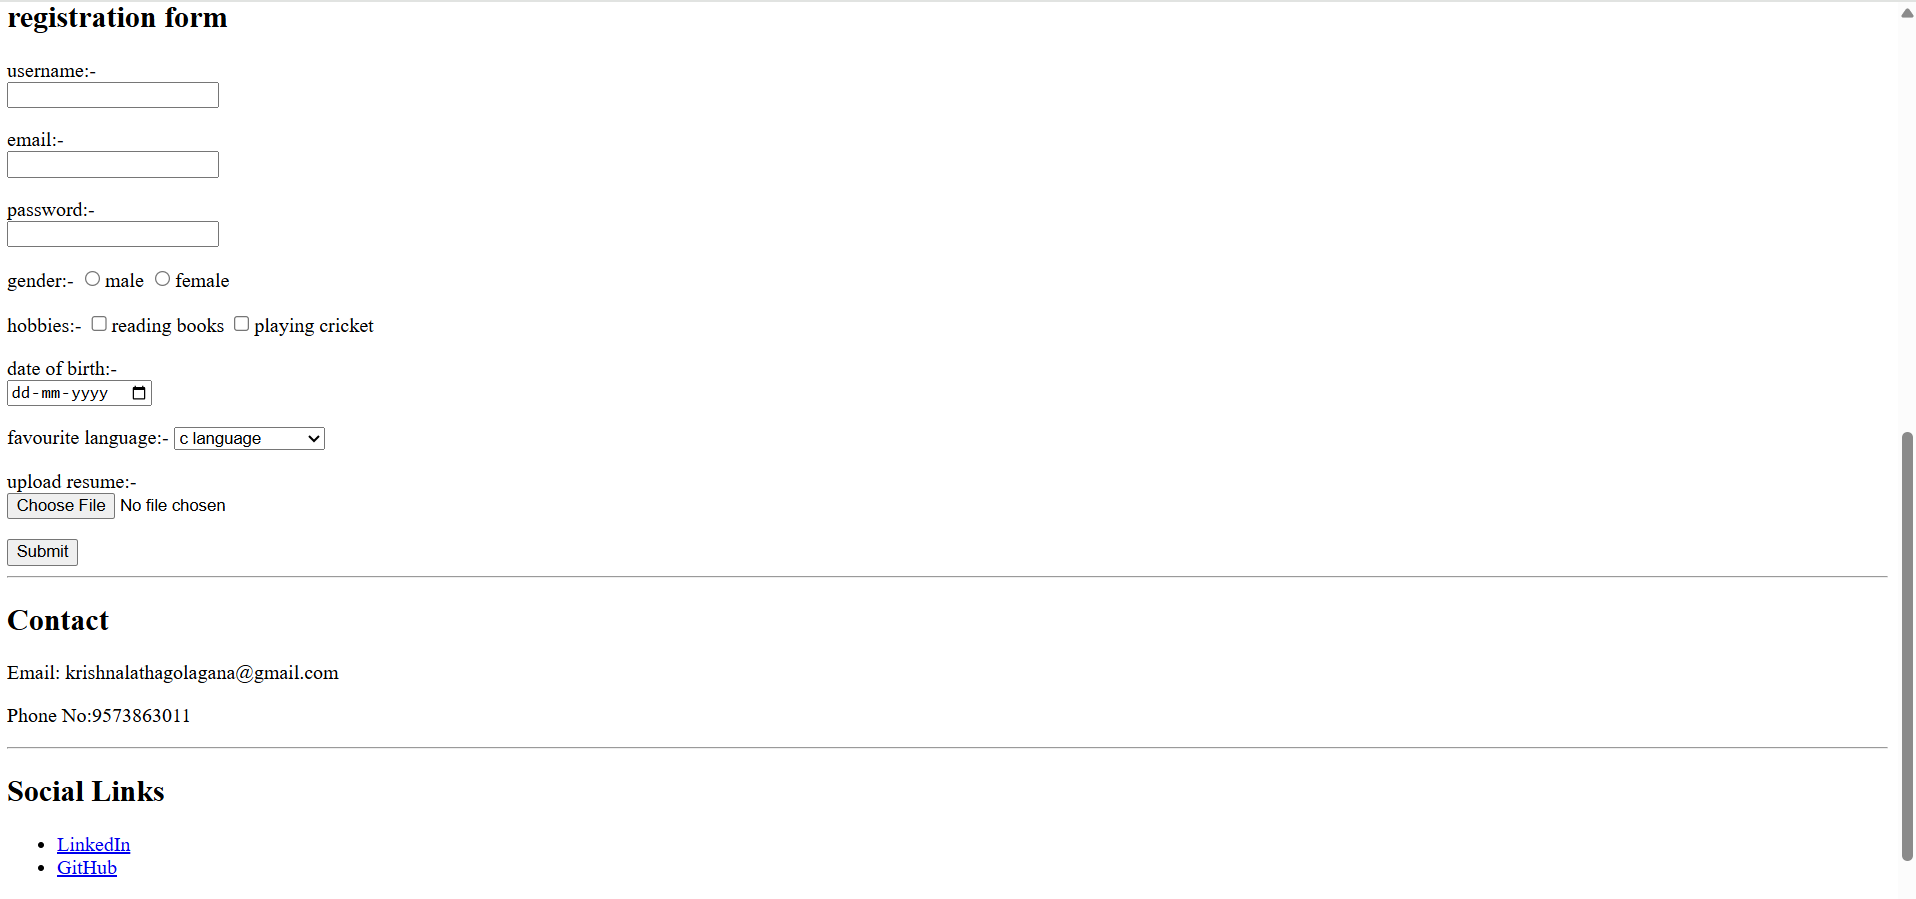 registration form
username:-
email:-
password:-
gender:- male female
hobbies:- reading books playing cricket
date of birth:-
dd-mm-yyyy
favourite language:- c language
upload resume:-
Choose File No file chosen
Submit
Contact
Email: krishnalathagolagana@gmail.com
Phone No:9573863011
Social Links
LinkedIn
GitHub